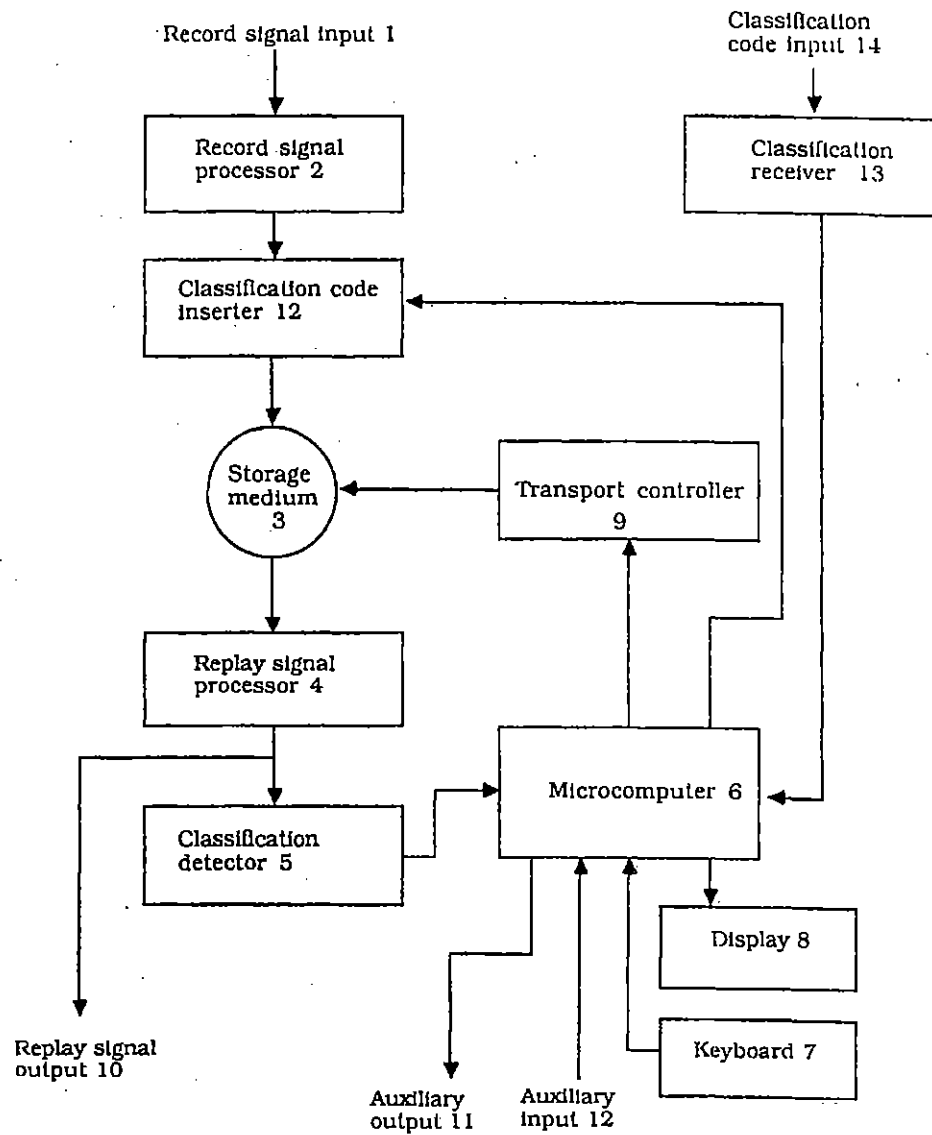 Record signal input 1
Classification
code input 14
Record signal
processor 2
Classification
receiver 13
Classification code
inserter 12
Storage
medium
3
Transport controller
9
Replay signal
processor 4
Microcomputer 6
Classification
detector 5
Display 8
Keyboard 7
Replay signal
output 10
Auxiliary
output 11
Auxiliary
input 12